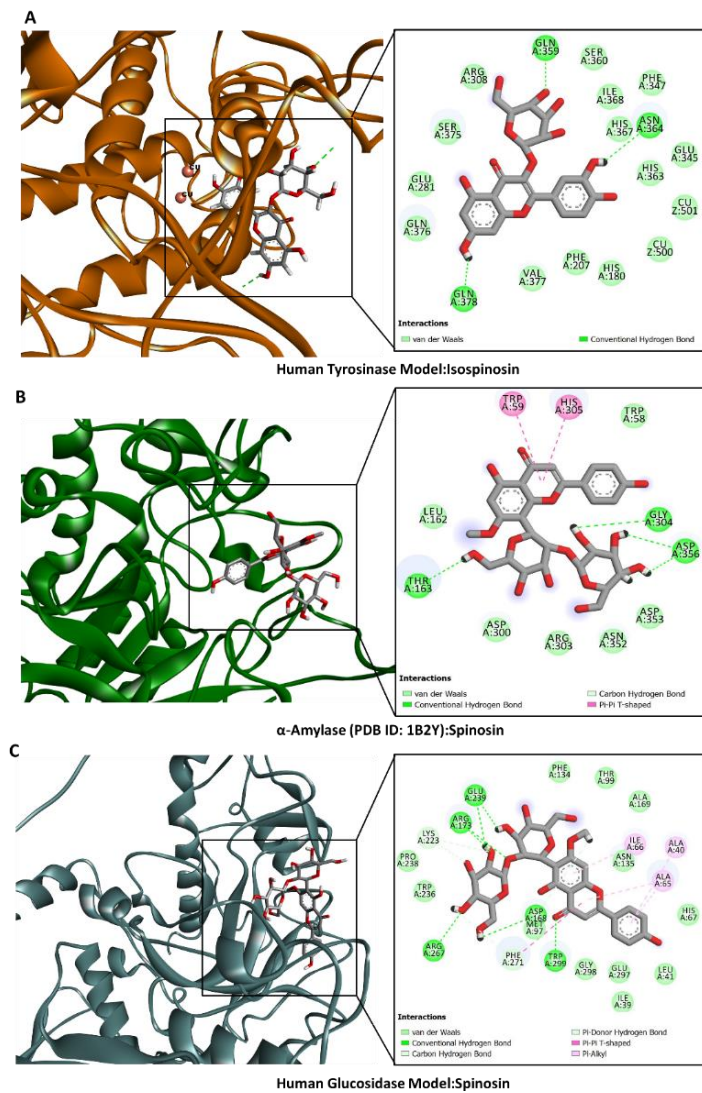 A
CU
CU
GLN
A:359
SER
A:360
ARG
A:308
PHE
A:347
ILE
A:368
SER
A:375
HIS
A:367
ASN
A:364
GLU
A:345
HIS
A:363
GLU
A:281
CU
Z:501
GLN
A:376
CU
Z:500
PHE
A:207
HIS
A:180
VAL
A:377
GLN
A:378
Interactions
van der Waals
Conventional Hydrogen Bond
Human Tyrosinase Model:Isospinosin
B
TRP
A:59
HIS
A:305
TRP
A:58
LEU
A:162
GLY
A:304
ASP
A:356
THR
A:163
ASP
A:353
ASP
A:300
ARG
A:303
ASN
A:352
Interactions
van der Waals
Conventional Hydrogen Bond
Carbon Hydrogen Bond
Pi-Pi T-shaped
α-Amylase (PDB ID: 1B2Y):Spinosin
C
PHE
A:134
THR
A:99
GLU
A:239
ALA
A:169
ARG
A:173
LYS
A:223
ILE
A:66
ALA
A:40
ASN
A:135
PRO
A:238
ALA
A:65
TRP
A:236
HIS
A:67
ASP
A:168
MET
A:97
ARG
A:267
PHE
A:271
TRP
A:299
GLY
A:298
GLU
A:297
LEU
A:41
ILE
A:39
Interactions
van der Waals
Conventional Hydrogen Bond
Carbon Hydrogen Bond
Pi-Donor Hydrogen Bond
Pi-Pi T-shaped
Pi-Alkyl
Human Glucosidase Model:Spinosin